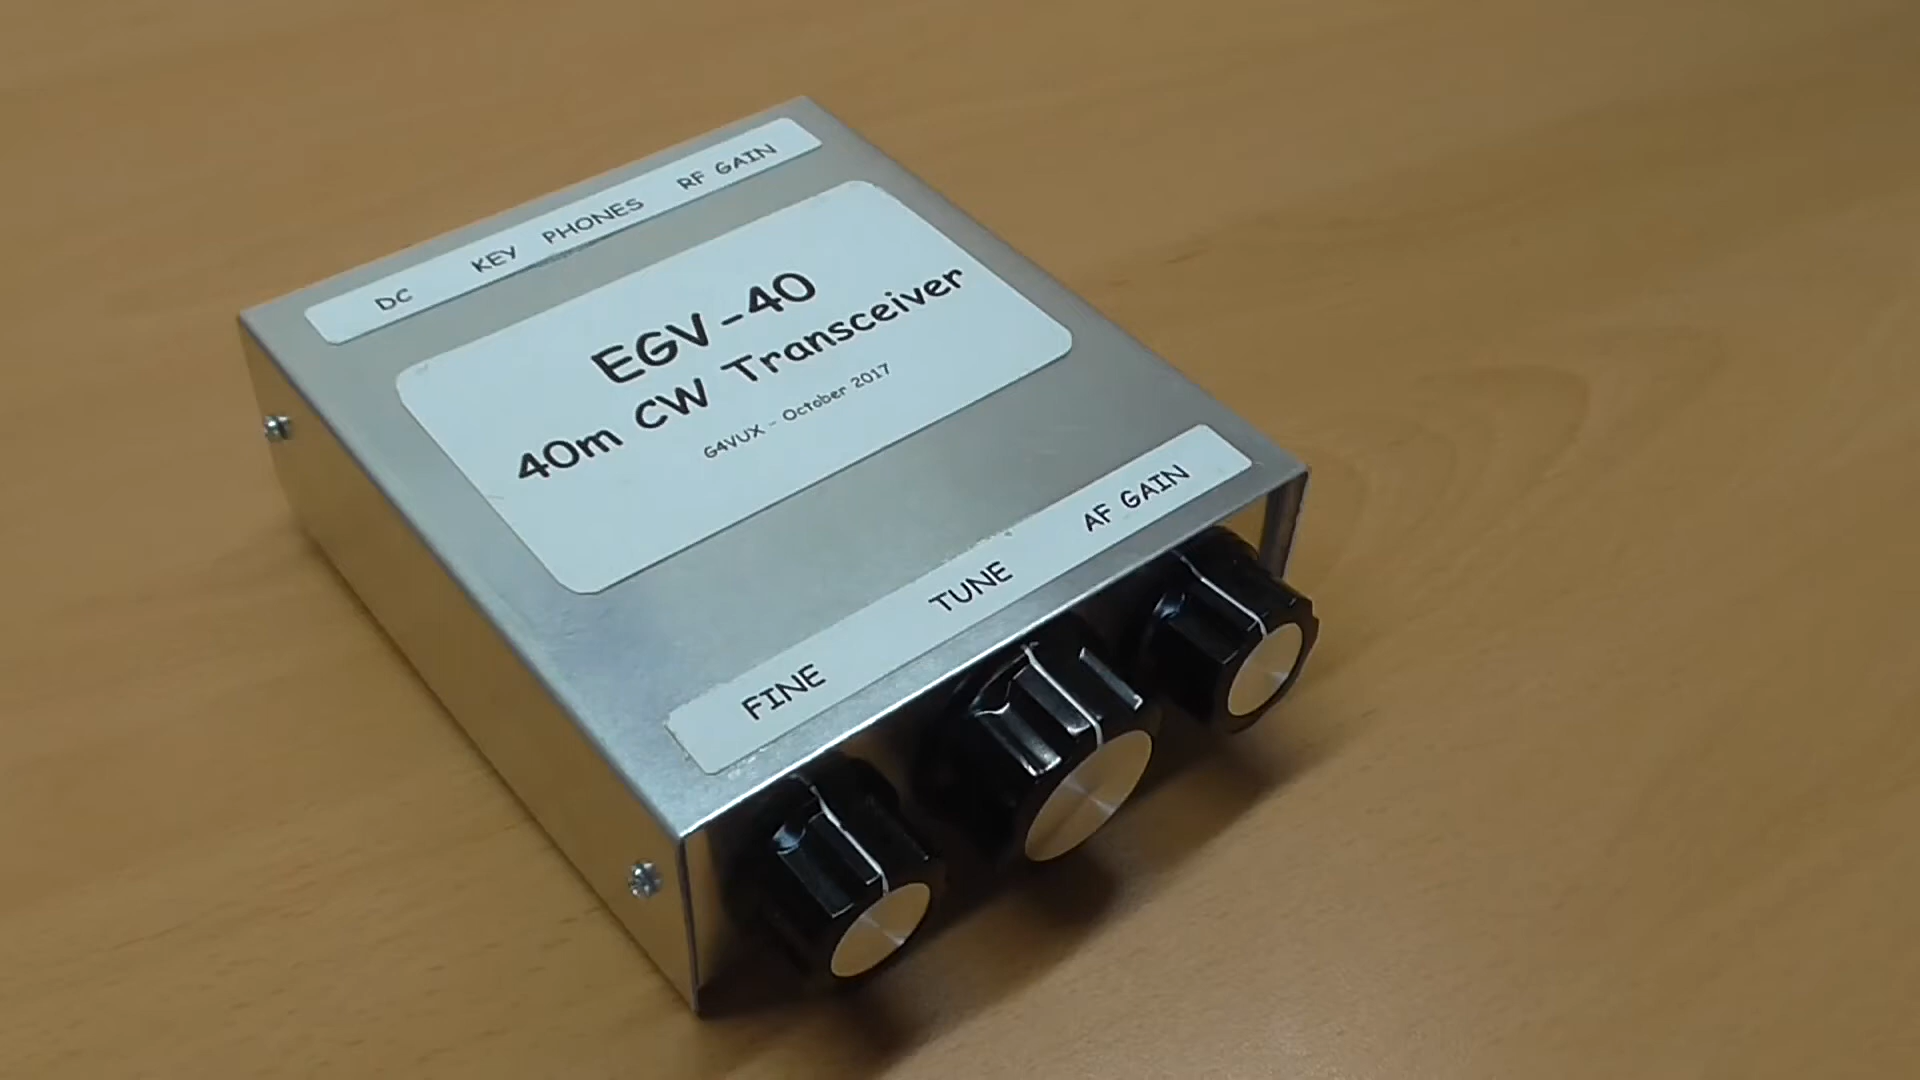 DC KEY PHONES RF GAIN
EGV-40
40m CW Transceiver
G4VUX - October 2017
FINE TUNE AF GAIN